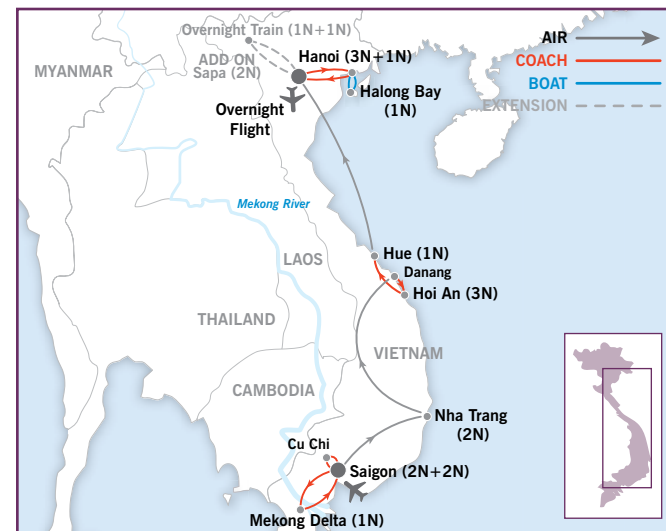 Overnight Train (1N+1N)
ADD ON
Sapa (2N)
Hanoi (3N+1N)
MYANMAR
Halong Bay
(1N)
Overnight
Flight
AIR
COACH
BOAT
EXTENSION
Mekong River
LAOS
Hue (1N)
Danang
Hoi An (3N)
THAILAND
VIETNAM
CAMBODIA
Nha Trang
(2N)
Cu Chi
Saigon (2N+2N)
Mekong Delta (1N)